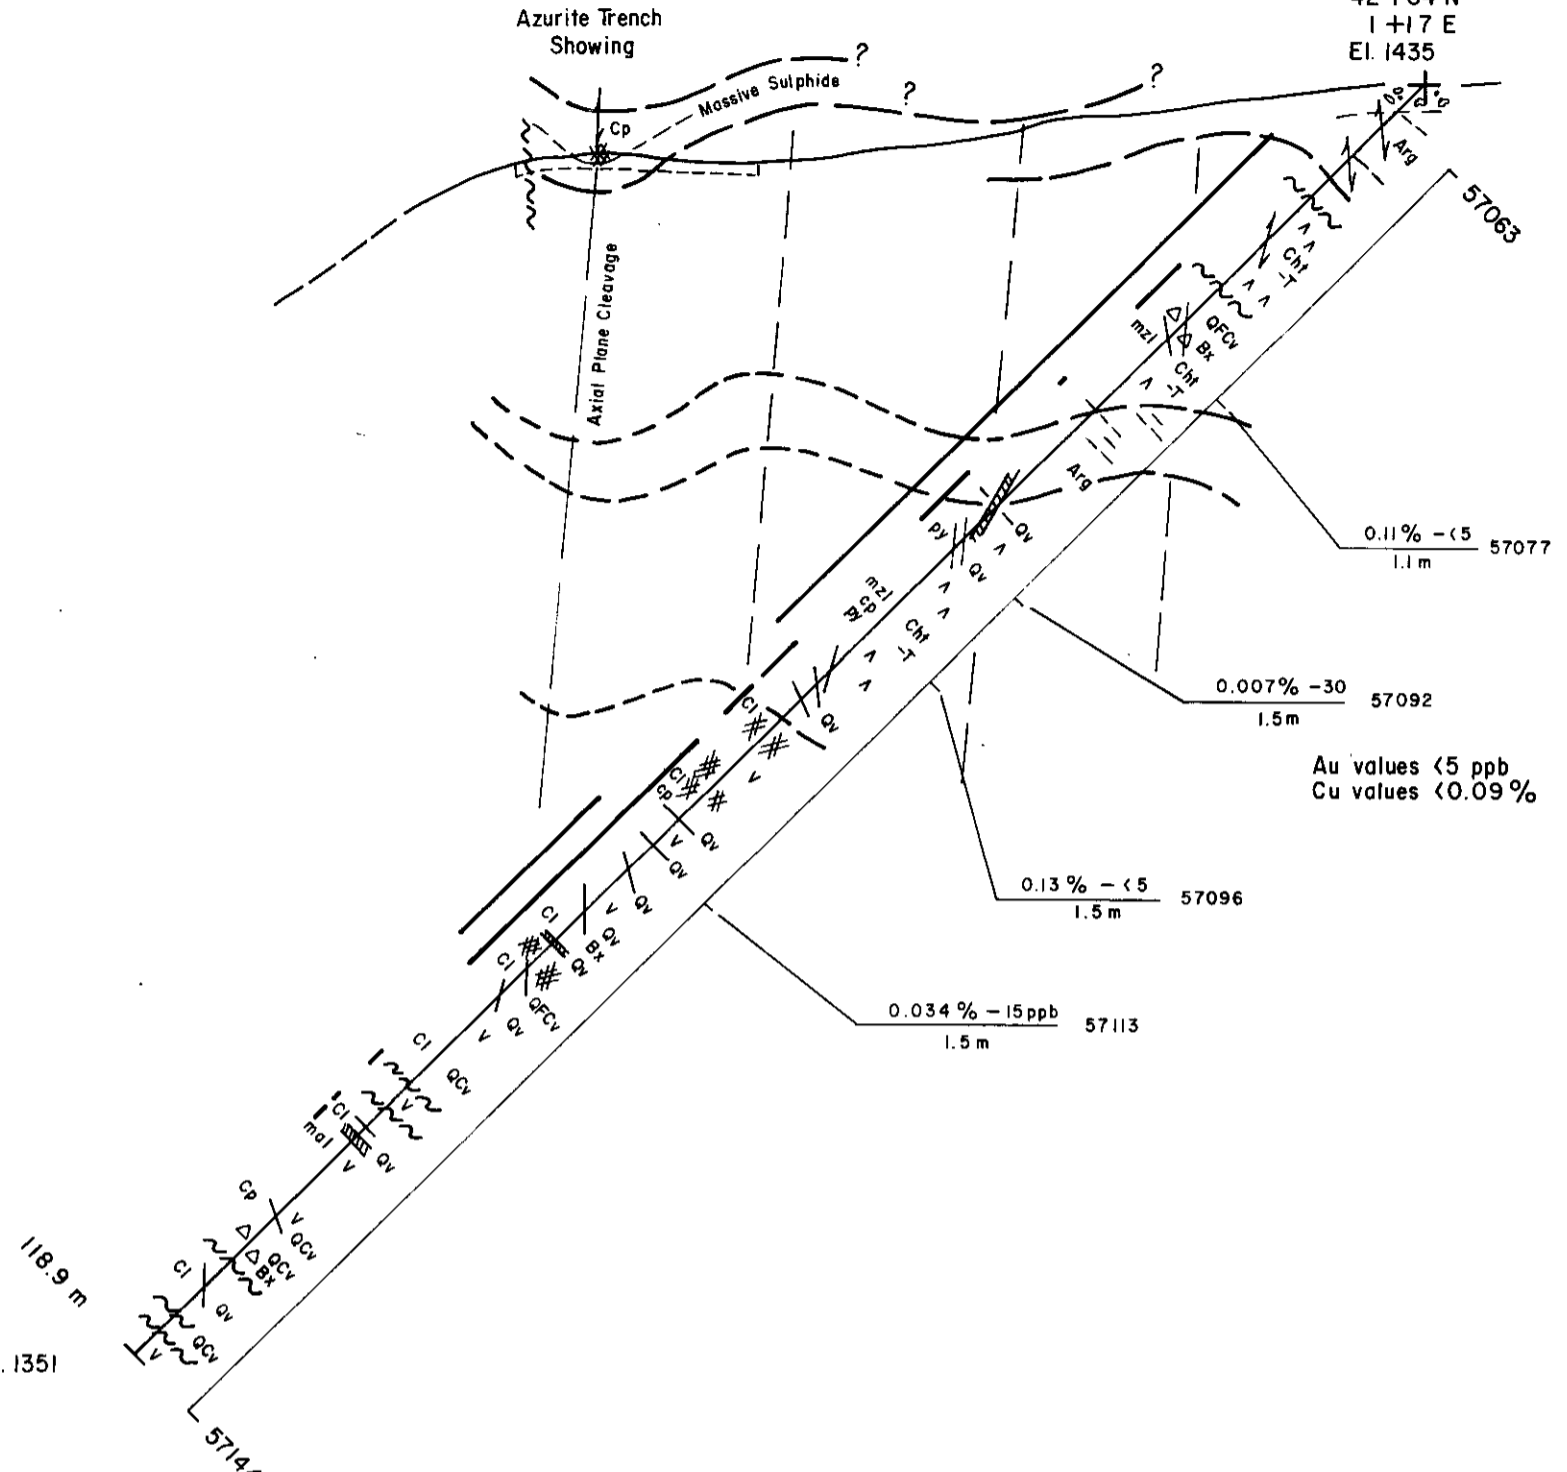 Azurite Trench
Showing
1+17 E
El. 1435
?
?
?
Massive Sulphide
Cp
Arg
57063
Axial Plane Cleavage
Cht
-T
mzl
QFCv
Bx
Cht
-T
Arg
0.11% -<5
1.1 m
57077
py
Qv
Qv
mzl
cp
py
Cht
-T
0.007% -30
1.5m
57092
Au values <5 ppb
Cu values <0.09%
Cl
Qv
V
Cl
cp
Qv
V
Qv
0.13% - <5
1.5 m
57096
Qv
V
Qv
Bx
Qv
Cl
Cl
QFCv
Qv
V
0.034% - 15ppb
1.5 m
57113
Cl
QCv
V
Cl
mal
Qv
V
Cp
V
QCv
QCv
Bx
Cl
Qv
QCv
V
118.9 m
. 1351